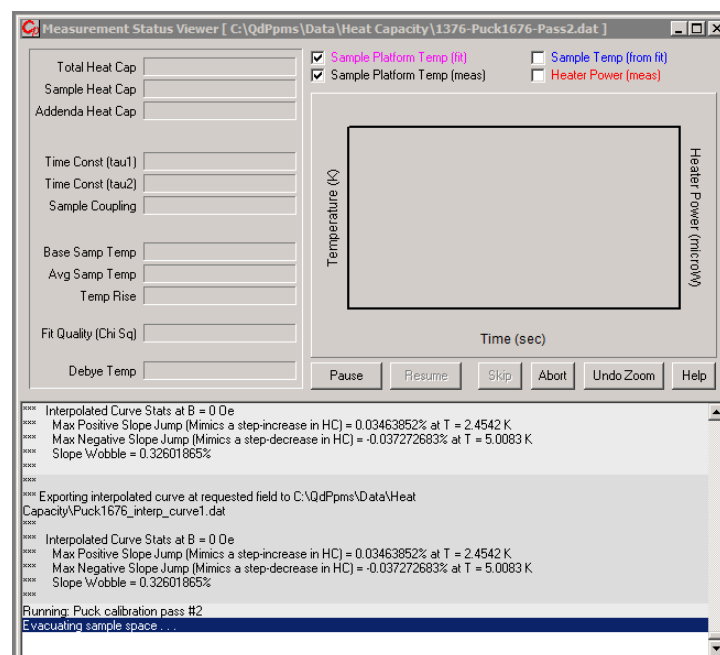 Measurement Status Viewer [ C:\QdPpms\Data\Heat Capacity\1376-Puck1676-Pass2.dat ]
Total Heat Cap
Sample Heat Cap
Addenda Heat Cap
Time Const (tau1)
Time Const (tau2)
Sample Coupling
Base Samp Temp
Avg Samp Temp
Temp Rise
Fit Quality (Chi Sq)
Debye Temp
Sample Platform Temp (fit)
Sample Temp (from fit)
Sample Platform Temp (meas)
Heater Power (meas)
Temperature (K)
Heater Power (microW)
Time (sec)
Pause
Resume
Skip
Abort
Undo Zoom
Help
*** Interpolated Curve Stats at B = 0 Oe
*** Max Positive Slope Jump (Mimics a step-increase in HC) = 0.03463852% at T = 2.4542 K
*** Max Negative Slope Jump (Mimics a step-decrease in HC) = -0.037272683% at T = 5.0083 K
*** Slope Wobble = 0.32601865%
***
***
*** Exporting interpolated curve at requested field to C:\QdPpms\Data\Heat
Capacity\Puck1676_interp_curve1.dat
***
*** Interpolated Curve Stats at B = 0 Oe
*** Max Positive Slope Jump (Mimics a step-increase in HC) = 0.03463852% at T = 2.4542 K
*** Max Negative Slope Jump (Mimics a step-decrease in HC) = -0.037272683% at T = 5.0083 K
*** Slope Wobble = 0.32601865%
***
Running: Puck calibration pass #2
Evacuating sample space . . .